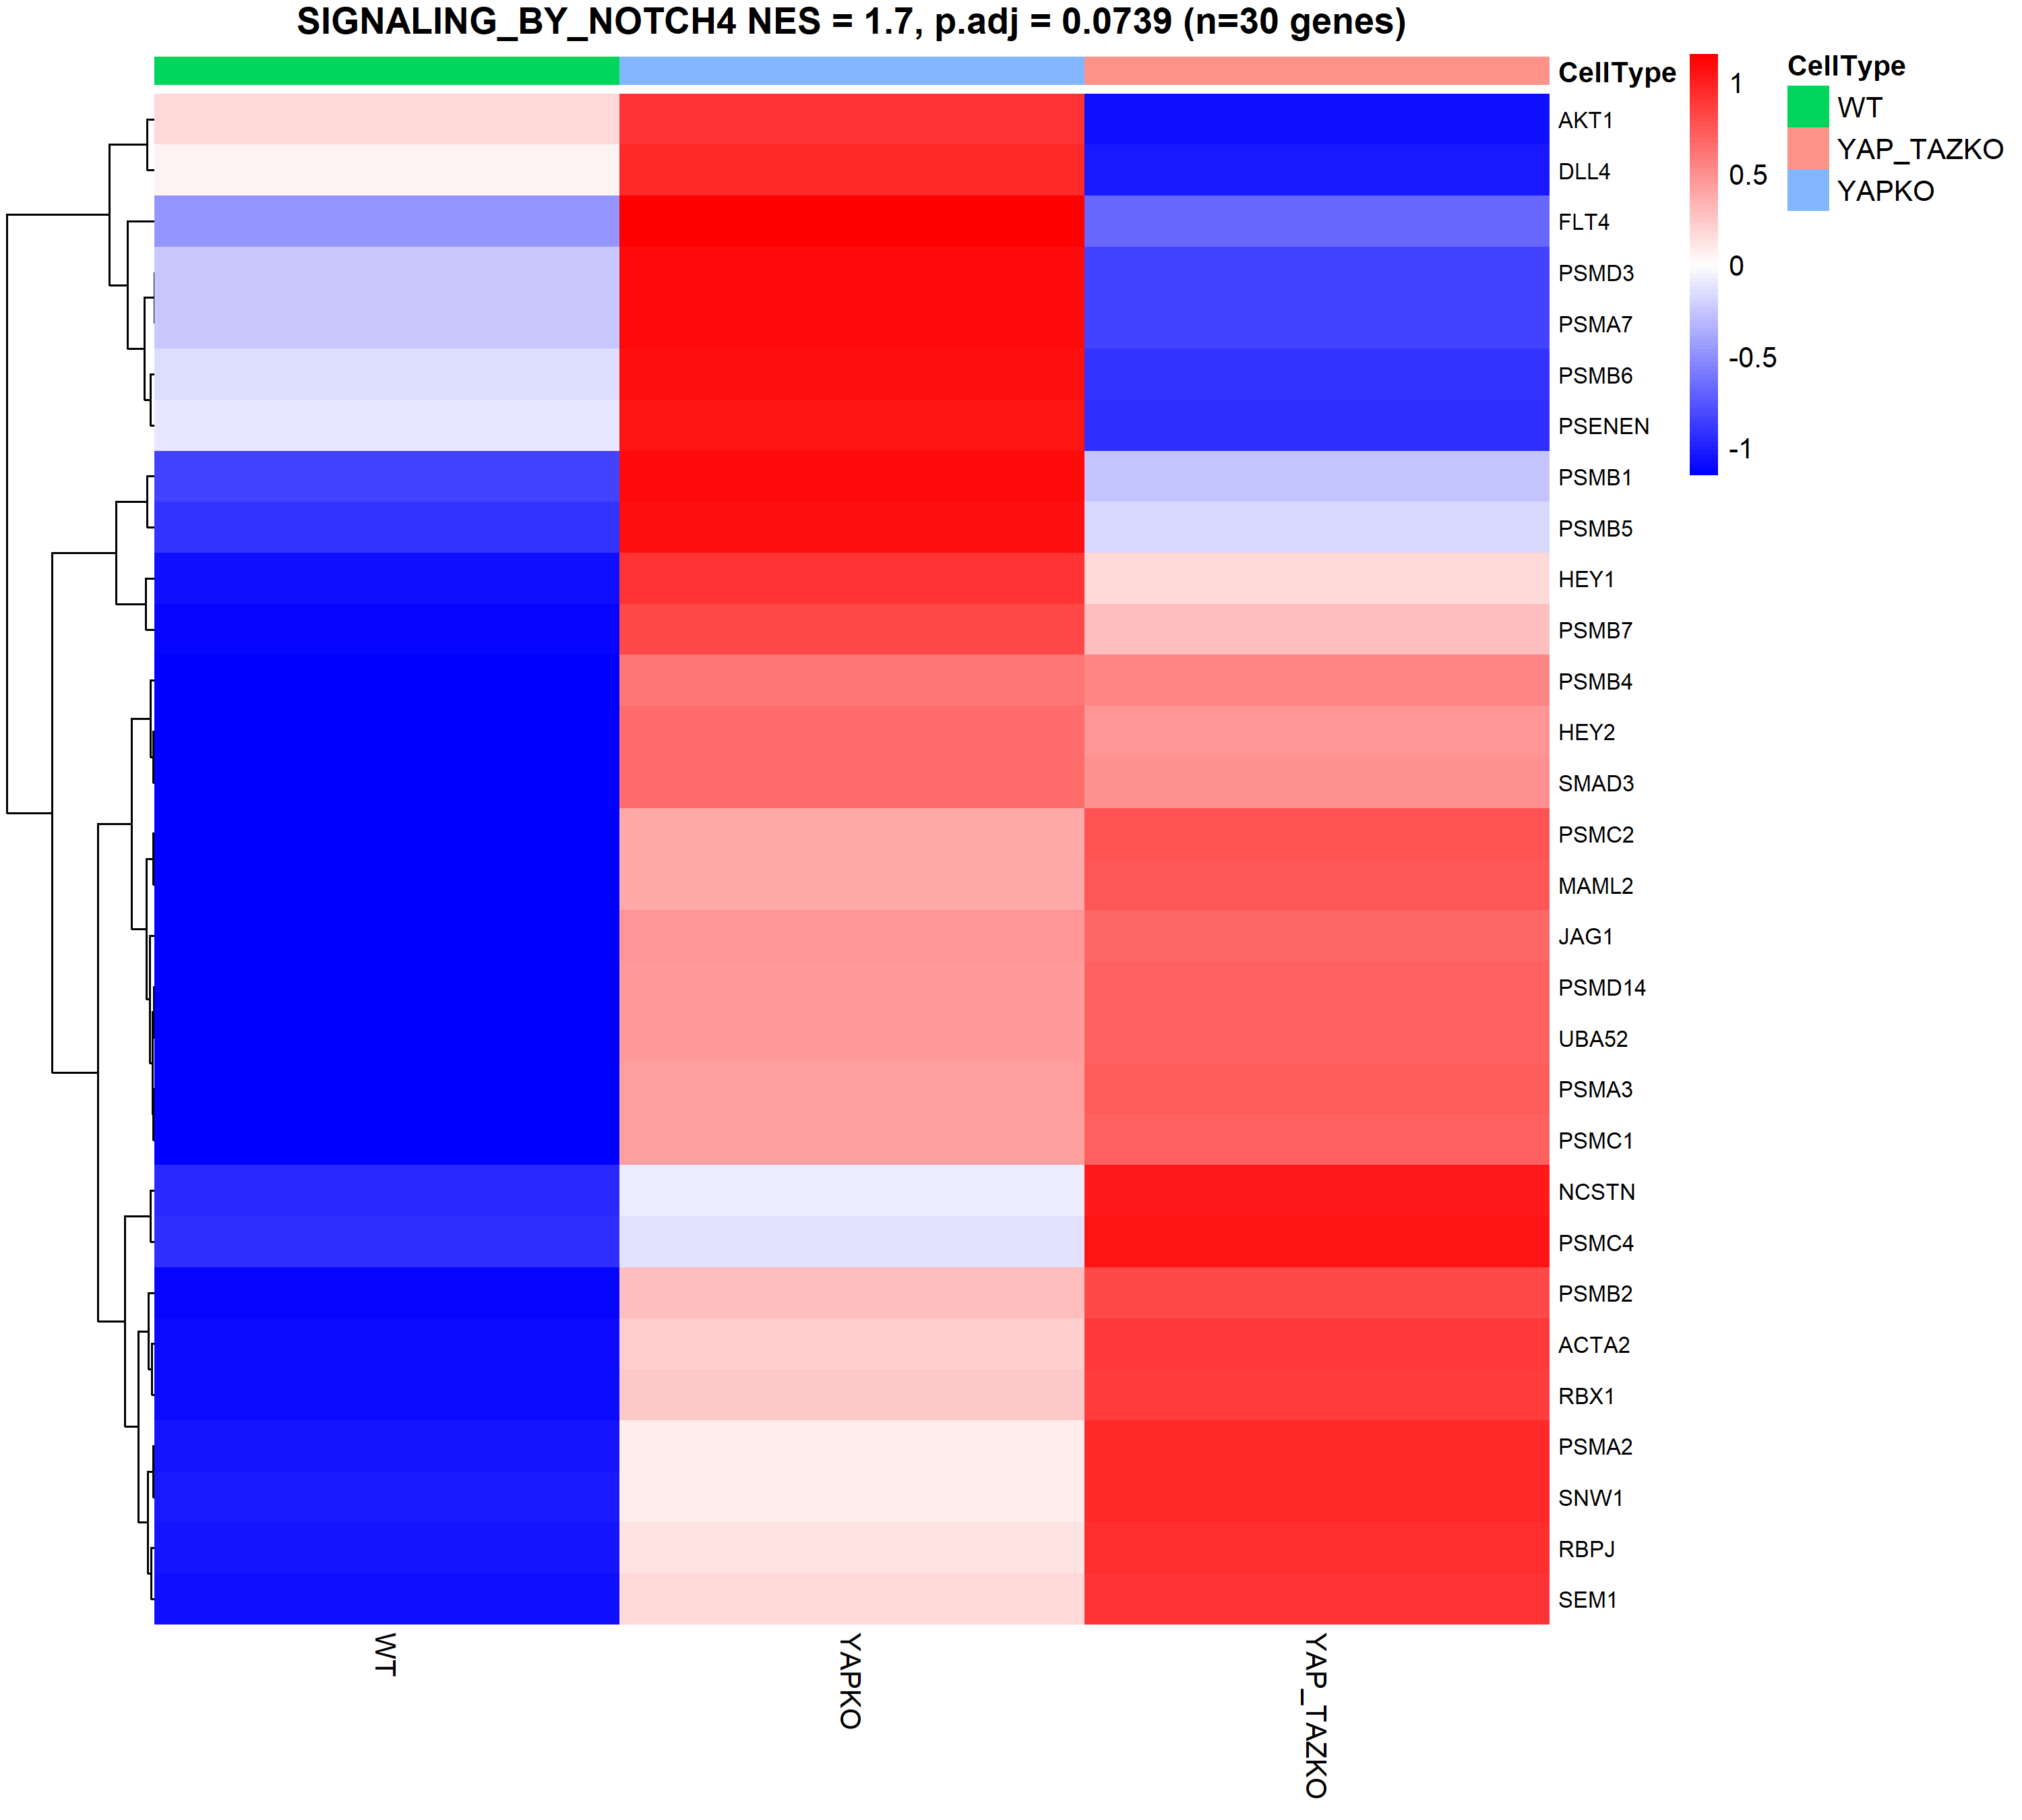 SIGNALING_BY_NOTCH4 NES = 1.7, p.adj = 0.0739 (n=30 genes)
CellType
AKT1
DLL4
FLT4
PSMD3
PSMA7
PSMB6
PSENEN
PSMB1
PSMB5
HEY1
PSMB7
PSMB4
HEY2
SMAD3
PSMC2
MAML2
JAG1
PSMD14
UBA52
PSMA3
PSMC1
NCSTN
PSMC4
PSMB2
ACTA2
RBX1
PSMA2
SNW1
RBPJ
SEM1
1
0.5
0
-0.5
-1
CellType
WT
YAP_TAZKO
YAPKO
WT
YAPKO
YAP_TAZKO